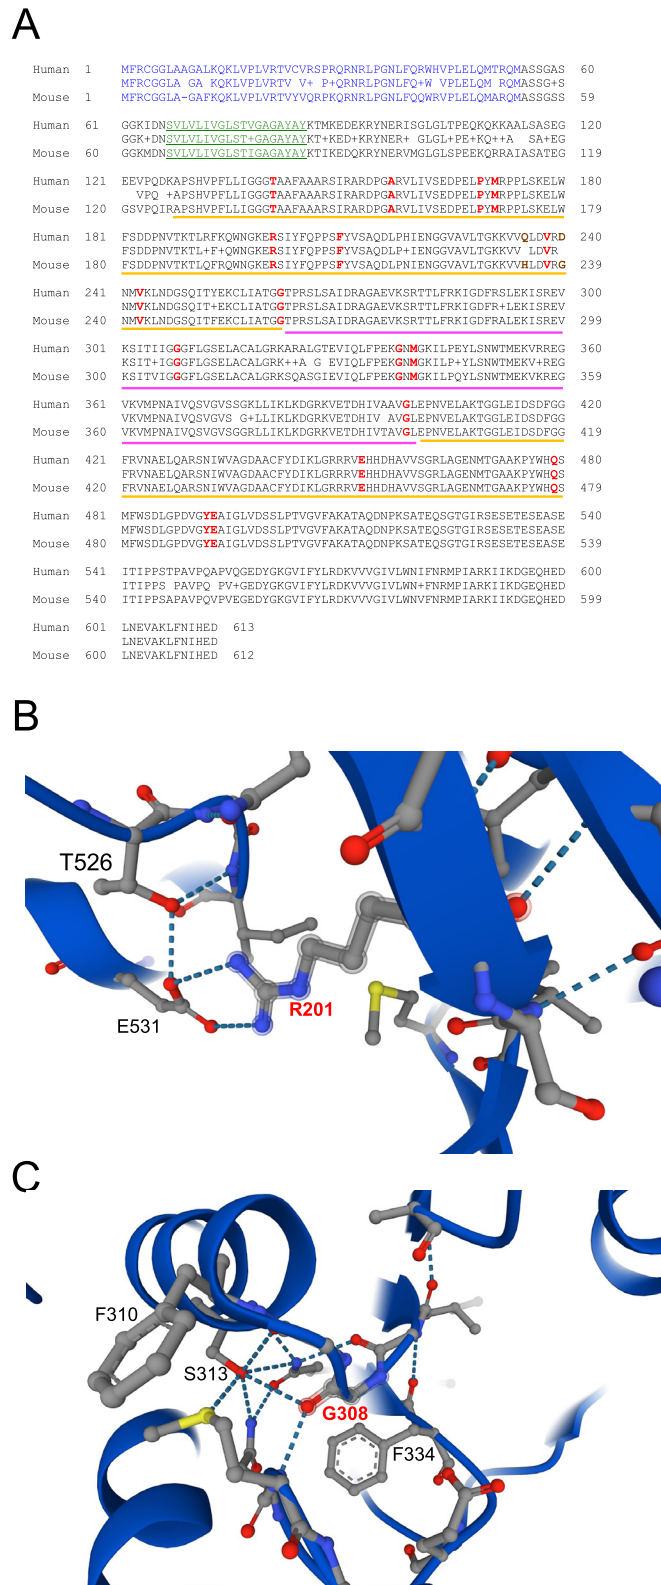 A
Human 1 MFRCGGLAAGALKQKLVPLVRTVCVRSPRQRNRLPGNLFQRWHVPLELQMTRQMASSGAS 60
MFRCGGLA GA KQKLVPLVRTV+ P+QRNRLPGNLFQ+W VPLELQM RQMASSG+S
Mouse 1 MFRCGGLA-GAFKQKLVPLVRTVYVQRPKQRNRLPGNLFQQWRVPLELQMARQMASSGSS 59
Human 61 GGKIDNSVLVLIVGLSTVGAGAYAYKTMKEDEKRYNERISGLGLTPEQKQKKAALSASEG 120
GGK+DNSVLVLIVGLST+GAGAYAYKT+KED+KRYNER+ GLGL+PE+KQ++A SA+EG
Mouse 60 GGKMDNSVLVLIVGLSTIGAGAYAYKTIKEDQKRYNERVMGLGLSPEEKQRRAIASATEG 119
Human 121 EEVPQDKAPSHVPFLLIGGGTAAFAAARSIRARDPGARVLIVSEDPELPYMRPPLSKELW 180
VPQ +APSHVPFLLIGGGTAAFAAARSIRARDPGARVLIVSEDPELPYMRPPLSKELW
Mouse 120 GSVPQIRAPSHVPFLLIGGGTAAFAAARSIRARDPGARVLIVSEDPELPYMRPPLSKELW 179
Human 181 FSDDPNVTKTLRFKQWNGKERSIYFQPPSFYVSAQDLPHIENGGVAVLTGKKVVQLDVRD 240
FSDDPNVTKTL+F+QWNGKERSIYFQPPSFYVSAQDLP+IENGGVAVLTGKKVV LDVR
Mouse 180 FSDDPNVTKTLQFRQWNGKERSIYFQPPSFYVSAQDLPNIENGGVAVLTGKKVVHLDVRG 239
Human 241 NMVKLNDGSQITYEKCLIATGGTPRSLSAIDRAGAEVKSRTTLFRKIGDFRSLEKISREV 300
NMVKLNDGSQIT+EKCLIATGGTPRSLSAIDRAGAEVKSRTTLFRKIGDFR+LEKISREV
Mouse 240 NMVKLNDGSQITFEKCLIATGGTPRSLSAIDRAGAEVKSRTTLFRKIGDFRALEKISREV 299
Human 301 KSITIIGGGFLGSELACALGRKARALGTEVIQLFPEKGNMGKILPEYLSNWTMEKVRREG 360
KSIT+IGGGFLGSELACALGRK++A G EVIQLFPEKGNMGKILP+YLSNWTMEKV+REG
Mouse 300 KSITVIGGGFLGSELACALGRKSQASGIEVIQLFPEKGNMGKILPQYLSNWTMEKVKREG 359
Human 361 VKVMPNAIVQSVGVSSGKLLIKLKDGRKVETDHIVAAVGLEPNVELAKTGGLEIDSDFGG 420
VKVMPNAIVQSVGVS G+LLIKLKDGRKVETDHIV AVGLEPNVELAKTGGLEIDSDFGG
Mouse 360 VKVMPNAIVQSVGVSGGRLLIKLKDGRKVETDHIVTAVGLEPNVELAKTGGLEIDSDFGG 419
Human 421 FRVNAELQARSNIWVAGDAACFYDIKLGRRRVEHHDHAVVSGRLAGENMTGAAKPYWHQS 480
FRVNAELQARSNIWVAGDAACFYDIKLGRRRVEHHDHAVVSGRLAGENMTGAAKPYWHQS
Mouse 420 FRVNAELQARSNIWVAGDAACFYDIKLGRRRVEHHDHAVVSGRLAGENMTGAAKPYWHQS 479
Human 481 MFWSDLGPDVGYEAIGLVDSSLPTVGVFAKATAQDNPKSATEQSGTGIRSESETESEASE 540
MFWSDLGPDVGYEAIGLVDSSLPTVGVFAKATAQDNPKSATEQSGTGIRSESETESEASE
Mouse 480 MFWSDLGPDVGYEAIGLVDSSLPTVGVFAKATAQDNPKSATEQSGTGIRSESETESEASE 539
Human 541 ITIPPSTPAVPQAPVQGEDYGKGVIFYLRDKVVVGIVLWNIFNRMPIARKIIKDGEQHED 600
ITIPPS PAVPQ PV+GEDYGKGVIFYLRDKVVVGIVLWN+FNRMPIARKIIKDGEQHED
Mouse 540 ITIPPSAPAVPQVPVEGEDYGKGVIFYLRDKVVVGIVLWNVFNRMPIARKIIKDGEQHED 599
Human 601 LNEVAKLFNIHED 613
LNEVAKLFNIHED
Mouse 600 LNEVAKLFNIHED 612
B
T526
R201
E531
C
F310
S313
G308
F334